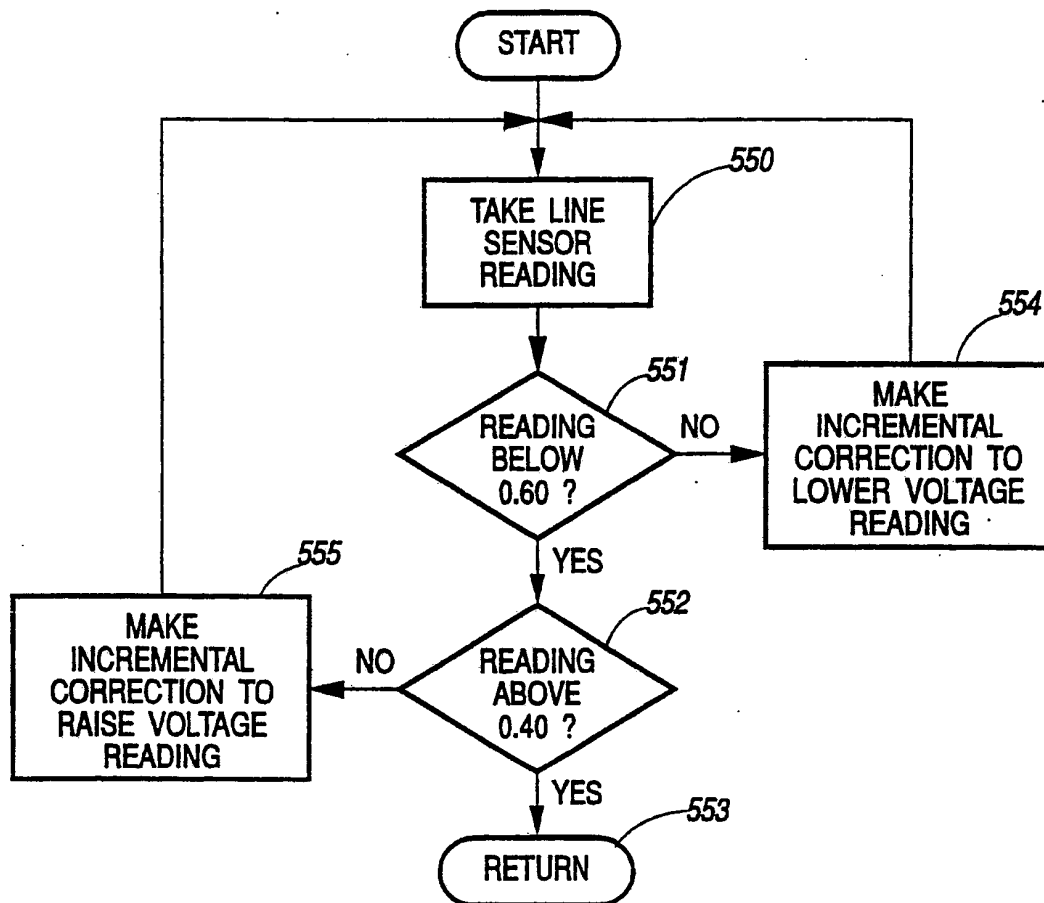 START
550
TAKE LINE
SENSOR
READING
551
READING
BELOW
0.60 ?
NO
YES
554
MAKE
INCREMENTAL
CORRECTION TO
LOWER VOLTAGE
READING
555
MAKE
INCREMENTAL
CORRECTION TO
RAISE VOLTAGE
READING
NO
552
READING
ABOVE
0.40 ?
YES
553
RETURN